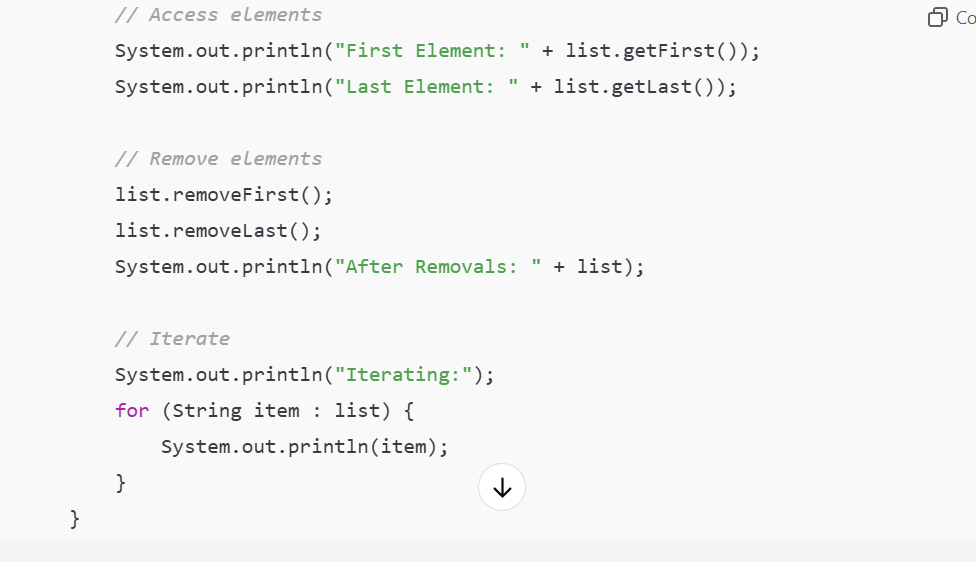 // Access elements
Co
System.out.println("First Element: " + list.getFirst());
System.out.println("Last Element: " + list.getLast());
// Remove elements
list.removeFirst();
list.removeLast();
System.out.println("After Removals: " + list);
// Iterate
System.out.println("Iterating:");
for (String item : list) {
System.out.println(item);
}
}